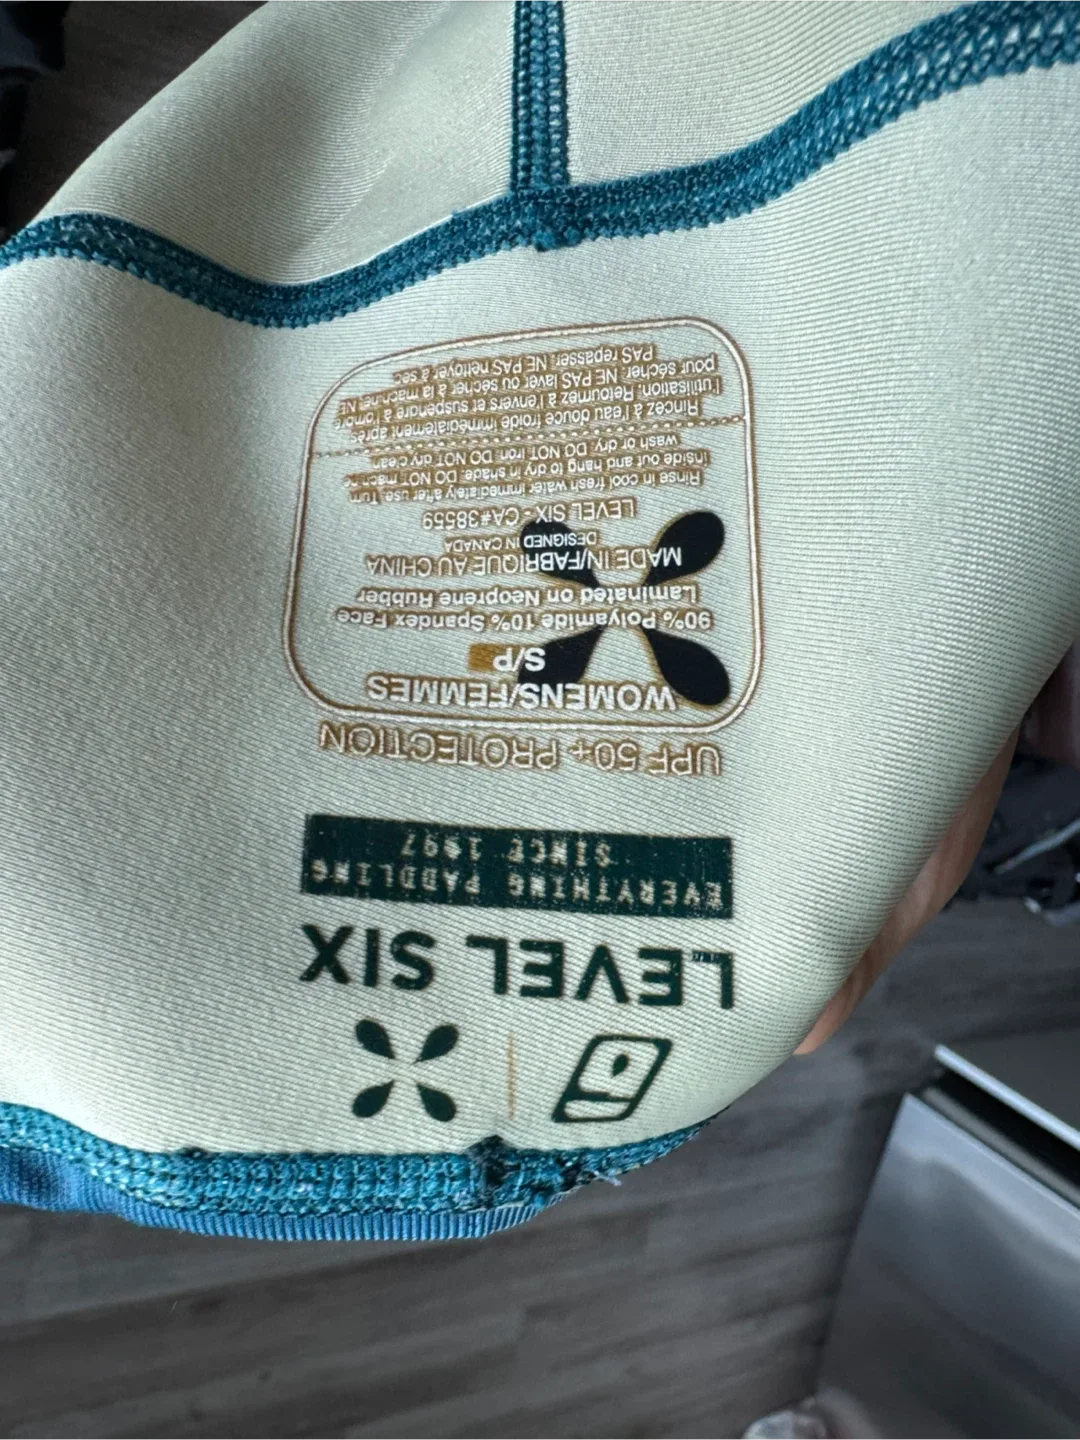 LEVEL SIX
EVERYTHING PADDLING
SINCE 1997
UPF 50+ PROTECTION
WOMENS/FEMMES
S/P
90% Polyamide 10% Spandex Face
Laminated on Neoprene Rubber
MADE IN/FABRIQUE AU CHINA
DESIGNED IN CANADA
LEVEL SIX - CA#38559
Rinse in cool fresh water immediately after use. Turn
inside out and hang to dry in shade. DO NOT machine
wash or dry. DO NOT iron. DO NOT dry clean.
Rincez à l'eau douce froide immédiatement après
l'utilisation. Retournez à l'envers et suspendre à l'ombre
pour sécher. NE PAS laver ou sécher à la machine. NE
PAS repasser. NE PAS nettoyer à sec.